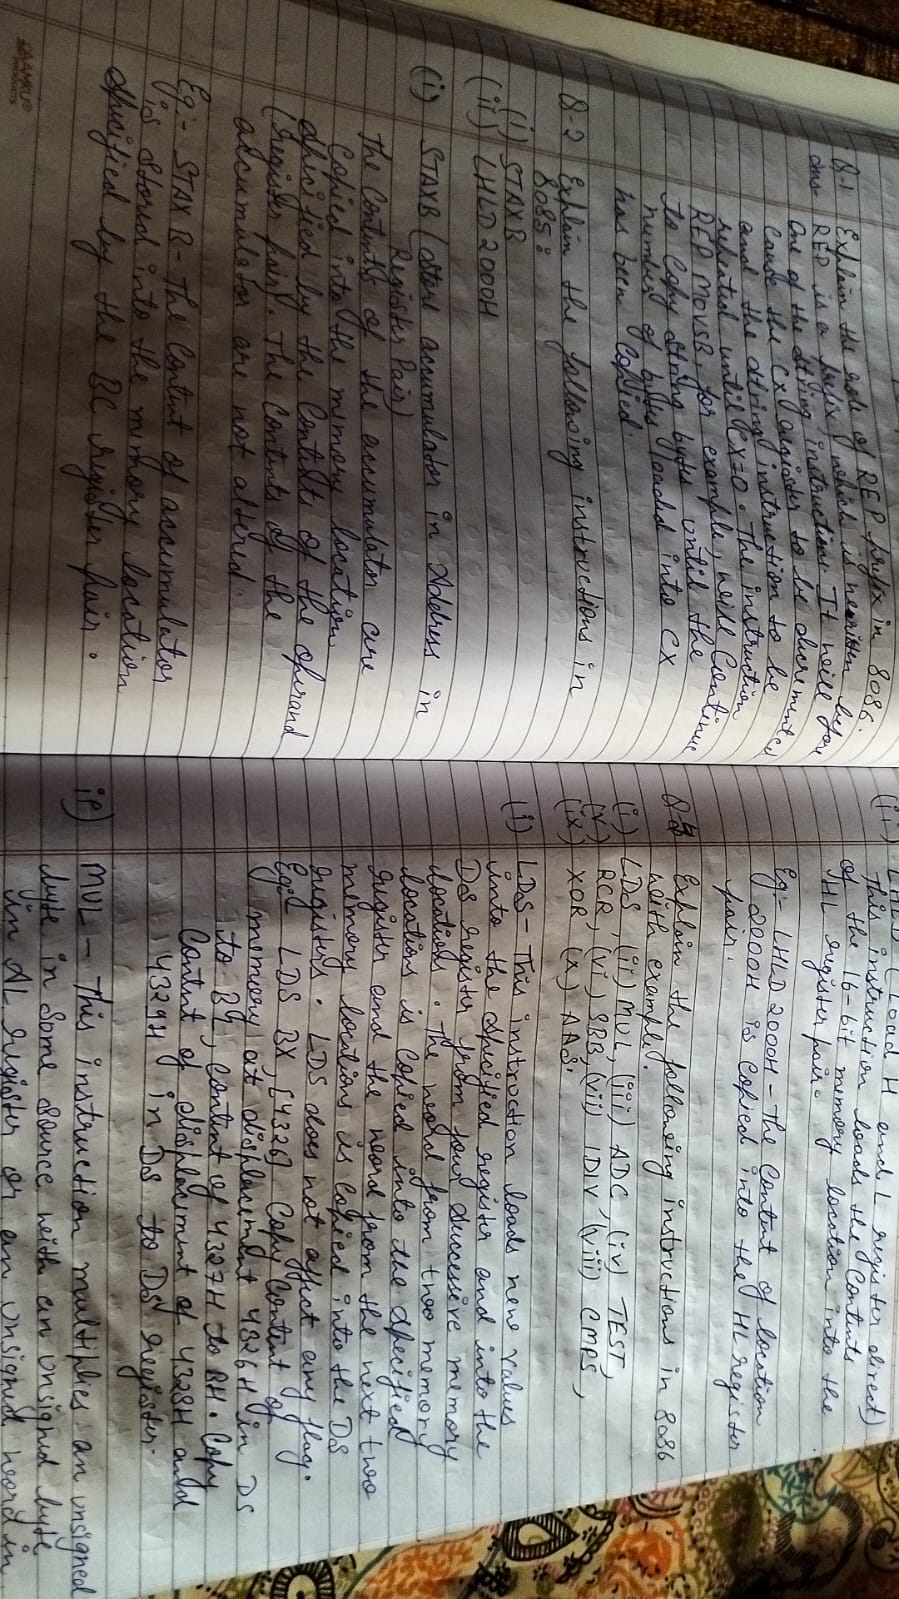 Q-1 Explain the role of REP prefix in 8086.
Ans- REP is a prefix which is written before
One of the string instructions. It will
Cause the CX register to be decremented
and the string instruction to be
repeated until CX=0. The instruction
REP MOVSB, for example, will Continue
to Copy string bytes until the
number of bytes loaded into CX
has been Copied.
Q-2 Explain the following instructions in
8085:
(i) STAX B
(ii) LHLD 2000H
(i) STAXB (Store accumulator in Address in
Register Pair)
The Contents of the accumulator are
Copied into the memory location
specified by the Contents of the operand
(register pair). The Contents of the
accumulator are not altered.
Eg:- STAX B- The Content of accumulator
is stored into the memory location
specified by the BC register pair.
SAAMKU®
PRODUCTS
(ii) LHLD (Load H and L register direct)
This instruction loads the Contents
of the 16-bit memory location into the
HL register pair.
Eg:- LHLD 2000H - The Content of location
2000H is Copied into the HL register
pair.
Q-3 Explain the following instructions in 8086
with example.
(i) LDS, (ii) MUL, (iii) ADC, (iv) TEST,
(v) RCR, (vi) SBB, (vii) IDIV (viii) CMPS,
(ix) XOR (x) AAS.
(i) LDS- This instruction loads new values
into the specified register and into the
DS register from four successive memory
locations. The word from two memory
locations is Copied into the specified
register and the word from the next two
memory locations is Copied into the DS
registers. LDS does not affect any flag.
Eg:- LDS BX, [4326] Copy Content of
memory at displacement 4326H in DS
to BL, content of 4327H to BH. Copy
Content of displacement of 4328H and
4329H in DS to DS register.
ii) MUL - This instruction multiplies an unsigned
byte in Some source with an unsigned byte
in AL register or an unsigned word in